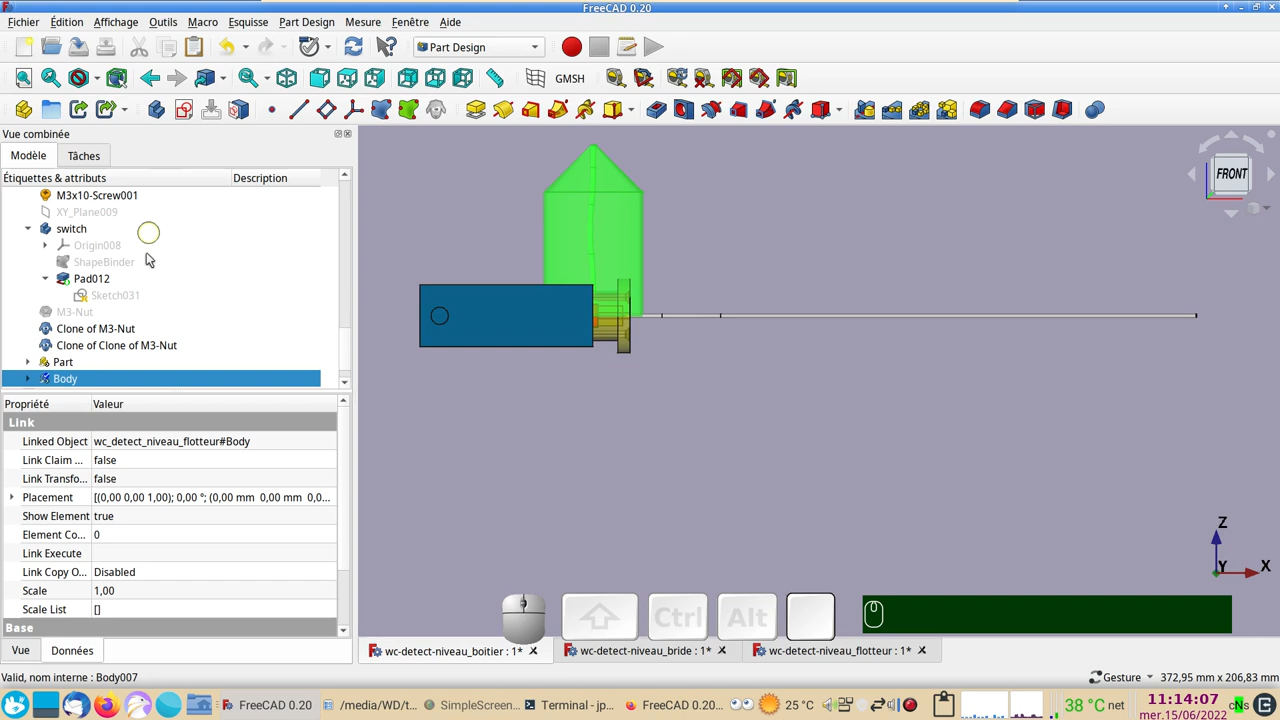 FreeCAD 0.20
Fichier Édition Affichage Outils Macro Esquisse Part Design Mesure Fenêtre Aide
Part Design
GMSH
Vue combinée
Modèle Tâches
Étiquettes & attributs Description
M3x10-Screw001
XY_Plane009
switch
Origin008
ShapeBinder
Pad012
Sketch031
M3-Nut
Clone of M3-Nut
Clone of Clone of M3-Nut
Part
Body
Propriété Valeur
Link
Linked Object wc_detect_niveau_flotteur#Body
Link Claim ... false
Link Transfo... false
Placement [(0,00 0,00 1,00); 0,00 °; (0,00 mm 0,00 mm 0,0...
Show Element true
Element Co... 0
Link Execute
Link Copy O... Disabled
Scale 1,00
Scale List []
Base
Vue Données
FRONT
Z
Y
X
Ctrl Alt
wc-detect-niveau_boitier : 1* wc-detect-niveau_bride : 1* wc-detect-niveau_flotteur : 1*
Valid, nom interne : Body007
Gesture 372,95 mm x 206,83 mm
FreeCAD 0.20 /media/WD/t... SimpleScreen... Terminal - jp... FreeCAD 0.20... 25 °C 38 °C net 11:14:07
mer.15/06/2022